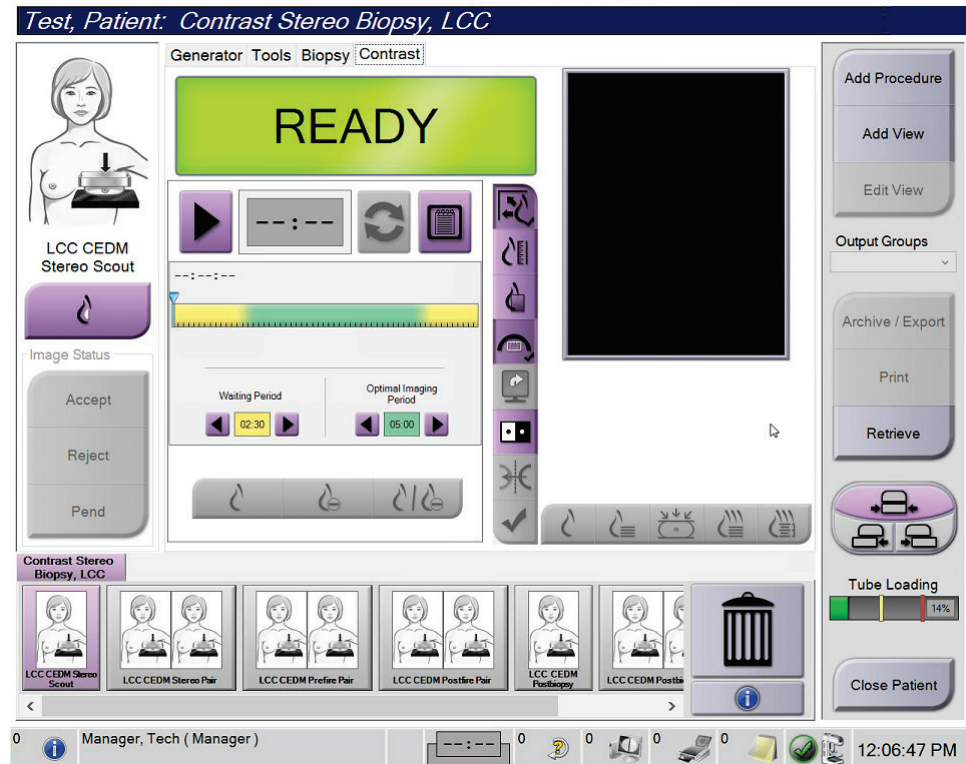 Test, Patient:  Contrast Stereo Biopsy, LCC
Generator Tools Biopsy Contrast
READY
LCC CEDM
Stereo Scout
--:--
--:--:--
Waiting Period
02:30
Optimal Imaging
Period
05:00
Image Status
Accept
Reject
Pend
Add Procedure
Add View
Edit View
Output Groups
Archive / Export
Print
Retrieve
Tube Loading
14%
Close Patient
Contrast Stereo
Biopsy, LCC
LCC CEDM Stereo
Scout
LCC CEDM Stereo Pair
LCC CEDM Prefire Pair
LCC CEDM Postfire Pair
LCC CEDM
Postbiopsy
LCC CEDM Postbi
0 Manager, Tech ( Manager ) --:-- 0 0 0 0 12:06:47 PM